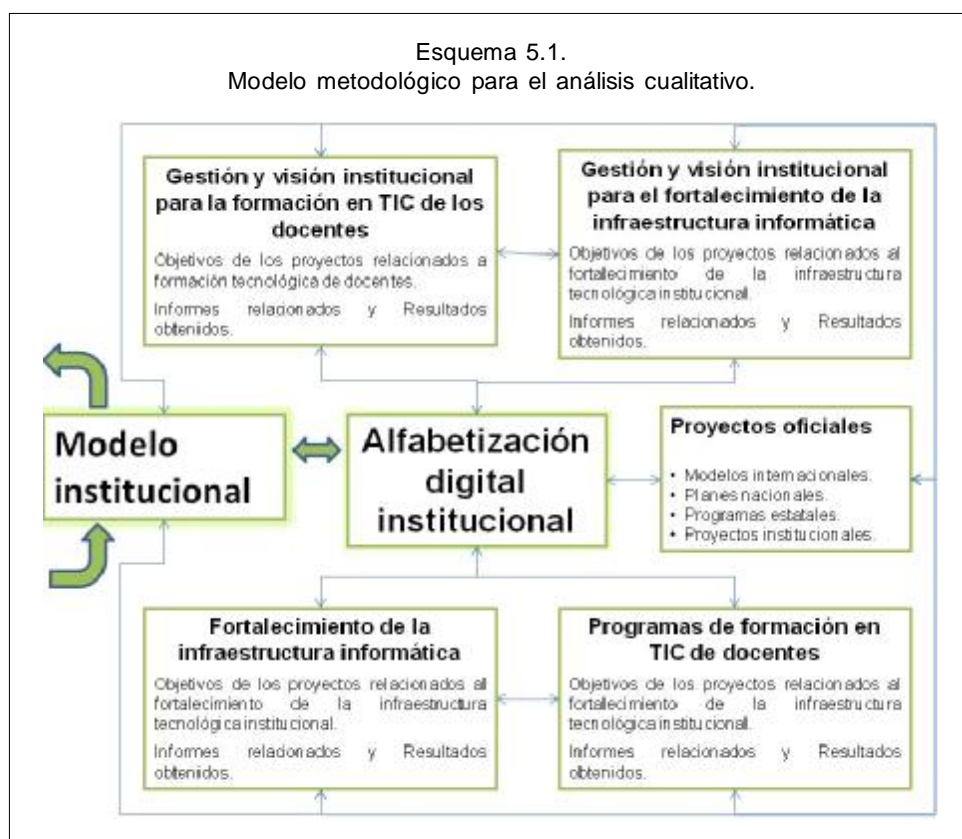 Esquema 5.1.
Modelo metodológico para el análisis cualitativo.
Gestión y visión institucional
para la formación en TIC de los
docentes
Objetivos de los proyectos relacionados a
formación tecnológica de docentes.
Informes relacionados y Resultados
obtenidos.
Gestión y visión institucional
para el fortalecimiento de la
infraestructura informática
Objetivos de los proyectos relacionados al
fortalecimiento de la infraestructura
tecnológica institucional.
Informes relacionados y Resultados
obtenidos.
Modelo
institucional
Alfabetización
digital
institucional
Proyectos oficiales
• Modelos internacionales.
• Planes nacionales.
• Programas estatales.
• Proyectos institucionales.
Fortalecimiento de la
infraestructura informática
Objetivos de los proyectos relacionados al
fortalecimiento de la infraestructura
tecnológica institucional.
Informes relacionados y Resultados
obtenidos.
Programas de formación en
TIC de docentes
Objetivos de los proyectos relacionados al
fortalecimiento de la infraestructura
tecnológica institucional.
Informes relacionados y Resultados
obtenidos.